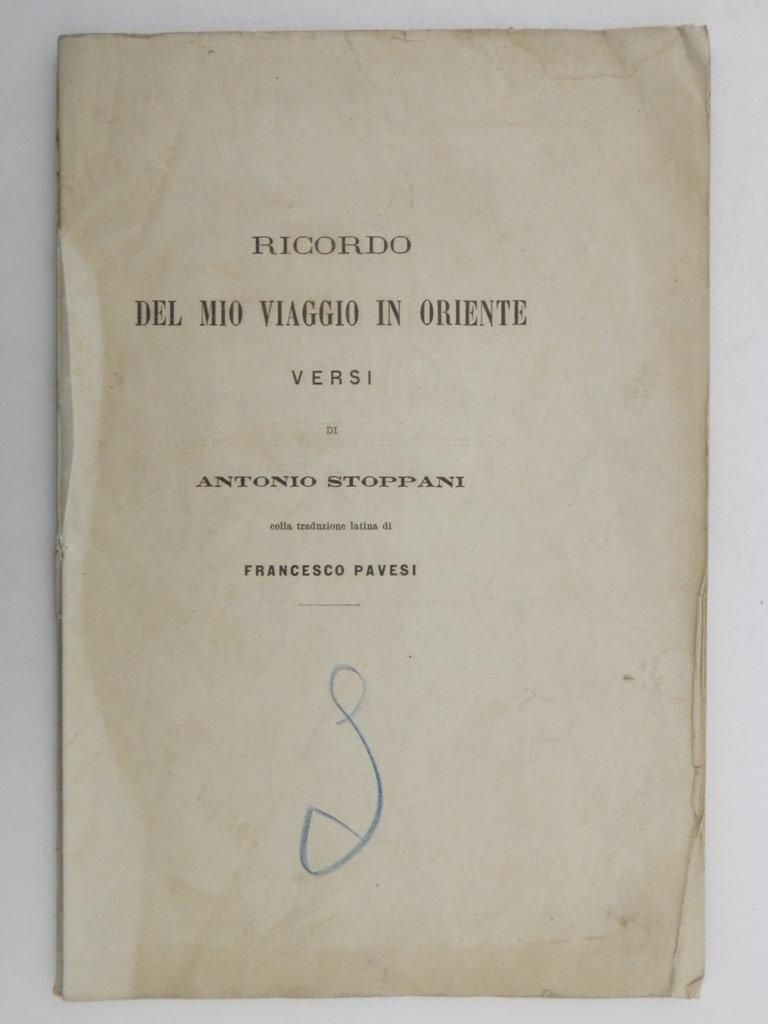 RICORDO
DEL MIO VIAGGIO IN ORIENTE
VERSI
DI
ANTONIO STOPPANI
colla traduzione latina di
FRANCESCO PAVESI